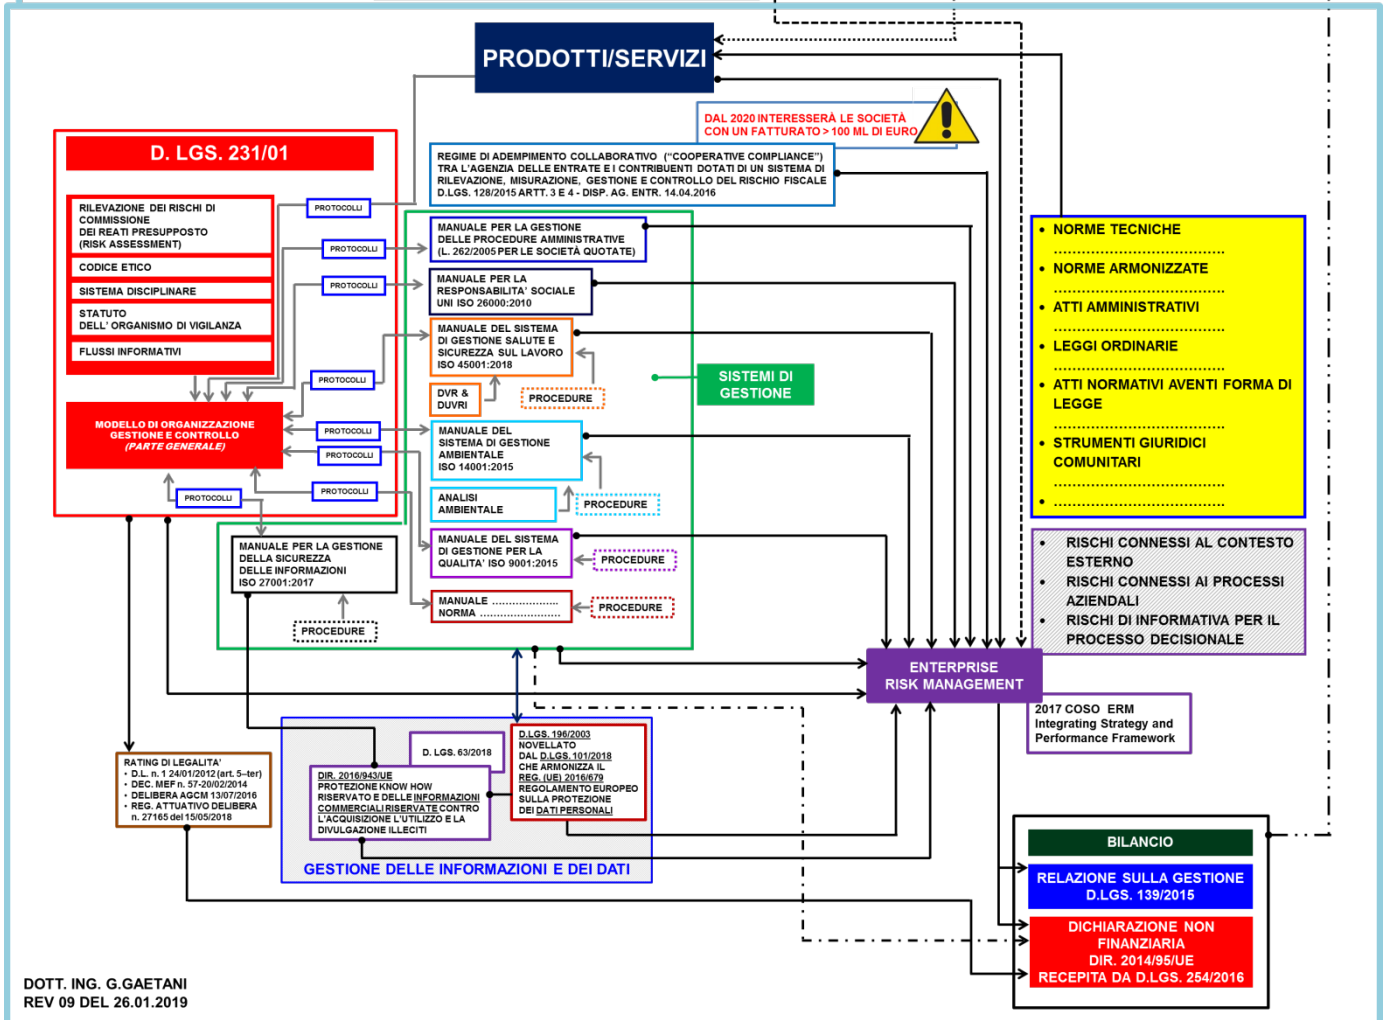 PRODOTTI/SERVIZI
DAL 2020 INTERESSERÀ LE SOCIETÀ
CON UN FATTURATO > 100 ML DI EURO
D. LGS. 231/01
REGIME DI ADEMPIMENTO COLLABORATIVO ("COOPERATIVE COMPLIANCE")
TRA L'AGENZIA DELLE ENTRATE E I CONTRIBUENTI DOTATI DI UN SISTEMA DI
RILEVAZIONE, MISURAZIONE, GESTIONE E CONTROLLO DEL RISCHIO FISCALE
D.LGS. 128/2015 ARTT. 3 E 4 - DISP. AG. ENTR. 14.04.2016
RILEVAZIONE DEI RISCHI DI
COMMISSIONE
DEI REATI PRESUPPOSTO
(RISK ASSESSMENT)
CODICE ETICO
SISTEMA DISCIPLINARE
STATUTO
DELL' ORGANISMO DI VIGILANZA
FLUSSI INFORMATIVI
MODELLO DI ORGANIZZAZIONE
GESTIONE E CONTROLLO
(PARTE GENERALE)
PROTOCOLLI
PROTOCOLLI
PROTOCOLLI
PROTOCOLLI
PROTOCOLLI
PROTOCOLLI
PROTOCOLLI
PROTOCOLLI
MANUALE PER LA GESTIONE
DELLE PROCEDURE AMMINISTRATIVE
(L. 262/2005 PER LE SOCIETÀ QUOTATE)
MANUALE PER LA
RESPONSABILITA' SOCIALE
UNI ISO 26000:2010
MANUALE DEL SISTEMA
DI GESTIONE SALUTE E
SICUREZZA SUL LAVORO
ISO 45001:2018
DVR &
DUVRI
PROCEDURE
MANUALE DEL
SISTEMA DI GESTIONE
AMBIENTALE
ISO 14001:2015
ANALISI
AMBIENTALE
PROCEDURE
MANUALE DEL SISTEMA
DI GESTIONE PER LA
QUALITA' ISO 9001:2015
PROCEDURE
MANUALE ....................
NORMA ........................
PROCEDURE
MANUALE PER LA GESTIONE
DELLA SICUREZZA
DELLE INFORMAZIONI
ISO 27001:2017
PROCEDURE
SISTEMI DI
GESTIONE
• NORME TECNICHE
...................................
• NORME ARMONIZZATE
...................................
• ATTI AMMINISTRATIVI
...................................
• LEGGI ORDINARIE
...................................
• ATTI NORMATIVI AVENTI FORMA DI
LEGGE
...................................
• STRUMENTI GIURIDICI
COMUNITARI
...................................
• ...................................
• RISCHI CONNESSI AL CONTESTO
ESTERNO
• RISCHI CONNESSI AI PROCESSI
AZIENDALI
• RISCHI DI INFORMATIVA PER IL
PROCESSO DECISIONALE
ENTERPRISE
RISK MANAGEMENT
2017 COSO ERM
Integrating Strategy and
Performance Framework
RATING DI LEGALITA'
• D.L. n. 1 24/01/2012 (art. 5–ter)
• DEC. MEF n. 57-20/02/2014
• DELIBERA AGCM 13/07/2016
• REG. ATTUATIVO DELIBERA
n. 27165 del 15/05/2018
D. LGS. 63/2018
DIR. 2016/943/UE
PROTEZIONE KNOW HOW
RISERVATO E DELLE INFORMAZIONI
COMMERCIALI RISERVATE CONTRO
L'ACQUISIZIONE L'UTILIZZO E LA
DIVULGAZIONE ILLECITI
D.LGS. 196/2003
NOVELLATO
DAL D.LGS. 101/2018
CHE ARMONIZZA IL
REG. (UE) 2016/679
REGOLAMENTO EUROPEO
SULLA PROTEZIONE
DEI DATI PERSONALI
GESTIONE DELLE INFORMAZIONI E DEI DATI
BILANCIO
RELAZIONE SULLA GESTIONE
D.LGS. 139/2015
DICHIARAZIONE NON
FINANZIARIA
DIR. 2014/95/UE
RECEPITA DA D.LGS. 254/2016
DOTT. ING. G.GAETANI
REV 09 DEL 26.01.2019